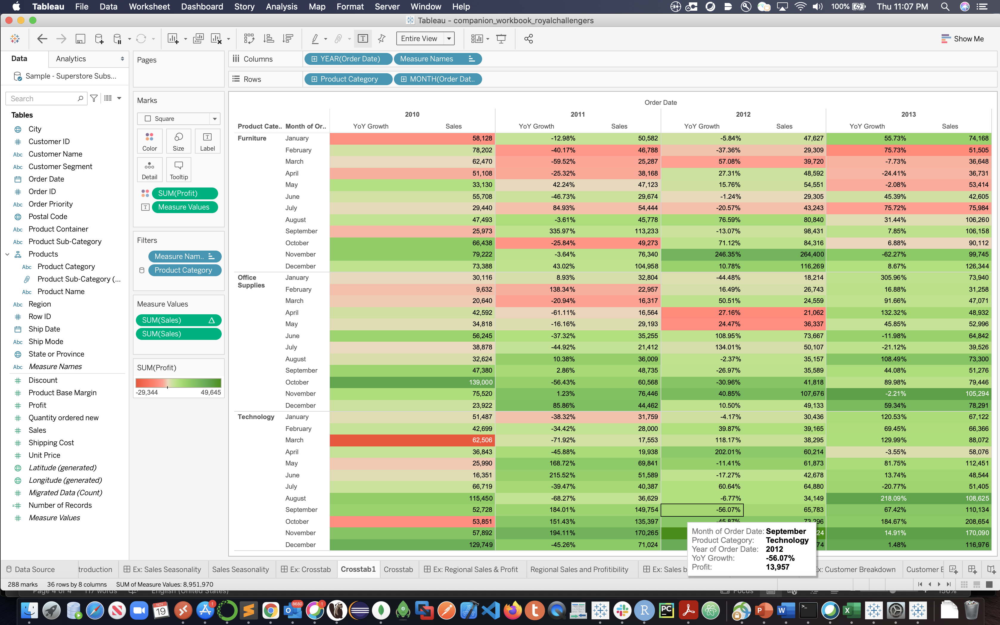 Tableau File Data Worksheet Dashboard Story Analysis Map Format Server Window Help 100% Thu 11:07 PM
Tableau - companion_workbook_royalchallengers
Entire View Show Me
Data Analytics
Sample - Superstore Subs...
Search
Tables
City
# Customer ID
Abc Customer Name
Abc Customer Segment
Order Date
# Order ID
Abc Order Priority
Postal Code
Abc Product Container
Abc Product Sub-Category
Products
Abc Product Category
Product Sub-Category (...
Abc Product Name
Abc Region
# Row ID
Ship Date
Abc Ship Mode
State or Province
Abc Measure Names
# Discount
# Product Base Margin
# Profit
# Quantity ordered new
# Sales
# Shipping Cost
# Unit Price
Latitude (generated)
Longitude (generated)
# Migrated Data (Count)
=# Number of Records
# Measure Values
Pages
Marks
Square
Color Size Label
Detail Tooltip
SUM(Profit)
T Measure Values
Filters
Measure Nam..
Product Category
Measure Values
SUM(Sales) Δ
SUM(Sales)
SUM(Profit)
-29,344 49,645
Columns YEAR(Order Date) Measure Names
Rows Product Category MONTH(Order Dat..
Order Date
2010 2011 2012 2013
Product Cate.. Month of Or.. YoY Growth Sales YoY Growth Sales YoY Growth Sales YoY Growth Sales
Furniture January 58,128 -12.98% 50,582 -5.84% 47,627 55.73% 74,168
February 78,202 -40.17% 46,788 -37.36% 29,309 75.73% 51,505
March 62,470 -59.52% 25,287 57.08% 39,720 -7.73% 36,648
April 51,108 -25.32% 38,168 27.31% 48,592 -24.41% 36,731
May 33,130 42.24% 47,123 15.76% 54,551 -2.08% 53,414
June 55,708 -46.73% 29,674 -1.24% 29,305 45.39% 42,605
July 29,440 84.93% 54,444 -20.57% 43,243 75.72% 75,984
August 47,493 -3.61% 45,778 76.59% 80,840 31.44% 106,260
September 25,973 335.97% 113,233 -13.07% 98,431 7.85% 106,158
October 66,438 -25.84% 49,273 71.12% 84,316 6.88% 90,112
November 79,222 -3.64% 76,340 246.35% 264,400 -62.27% 99,745
December 73,388 43.02% 104,958 10.78% 116,269 8.67% 126,344
Office Supplies January 30,116 8.93% 32,804 -44.48% 18,214 305.96% 73,940
February 9,632 138.34% 22,957 16.49% 26,743 16.88% 31,258
March 20,640 -20.94% 16,317 50.51% 24,559 91.66% 47,071
April 42,592 -61.11% 16,564 27.16% 21,062 132.32% 48,932
May 34,818 -16.16% 29,193 24.47% 36,337 45.85% 52,996
June 56,245 -37.32% 35,255 108.95% 73,667 -11.98% 64,842
July 38,878 -44.92% 21,412 134.01% 50,107 -21.12% 39,526
August 32,624 10.38% 36,009 -2.37% 35,157 108.49% 73,300
September 47,380 2.86% 48,735 -26.97% 35,589 44.08% 51,276
October 139,000 -56.43% 60,568 -30.96% 41,818 89.98% 79,446
November 75,520 1.23% 76,446 40.85% 107,676 -2.21% 105,294
December 23,922 85.86% 44,462 10.50% 49,133 59.34% 78,291
Technology January 51,487 -38.32% 31,759 -4.17% 30,436 120.53% 67,122
February 42,699 -34.42% 28,000 39.87% 39,165 69.45% 66,366
March 62,506 -71.92% 17,553 118.17% 38,295 129.99% 88,072
April 36,843 -45.88% 19,938 202.01% 60,214 -3.55% 58,076
May 25,990 168.72% 69,841 -11.41% 61,873 81.75% 112,451
June 16,351 215.52% 51,589 -17.27% 42,678 13.74% 48,544
July 66,719 -39.47% 40,387 60.64% 64,880 -20.77% 51,405
August 115,450 -68.27% 36,629 -6.77% 34,149 218.09% 108,625
September 52,728 184.01% 149,754 -56.07% 65,783 67.42% 110,134
October 53,851 151.43% 135,397 -45.87% 73,296 184.67% 208,654
November 57,892 194.11% 170,265 24 14.91% 170,090
December 129,749 -45.26% 71,024 74 1.48% 116,976
Month of Order Date: September
Product Category: Technology
Year of Order Date: 2012
YoY Growth: -56.07%
Profit: 13,957
Data Source troduction Ex: Sales Seasonality Sales Seasonality Ex: Crosstab Crosstab1 Crosstab Ex: Regional Sales & Profit Regional Sales and Profitibility Ex: Sales b x: Customer Breakdown Customer E
288 marks 36 rows by 8 columns SUM of Measure Values: 8,951,970
Page 4 of 4 117 words English (United States) Focus 156%
NOV 19 1 8680 1 t R PC P W X